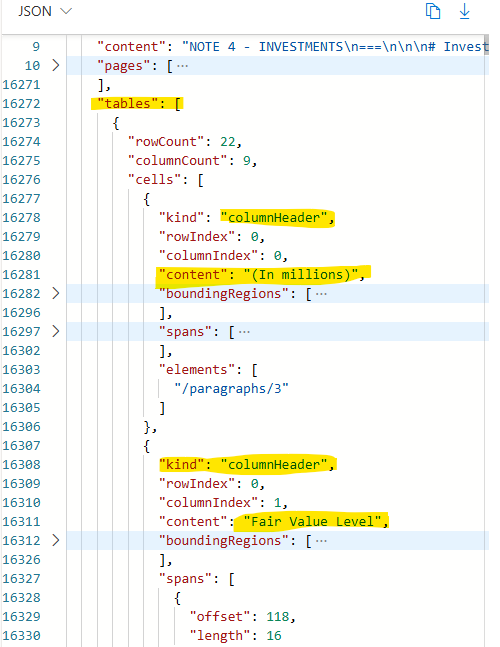 JSON
9 "content": "NOTE 4 - INVESTMENTS\n===\n\n\n# Invest
10 "pages": [ ...
16271 ],
16272 "tables": [
16273 {
16274 "rowCount": 22,
16275 "columnCount": 9,
16276 "cells": [
16277 {
16278 "kind": "columnHeader",
16279 "rowIndex": 0,
16280 "columnIndex": 0,
16281 "content": "(In millions)",
16282 "boundingRegions": [ ...
16296 ],
16297 "spans": [ ...
16302 ],
16303 "elements": [
16304 "/paragraphs/3"
16305 ]
16306 },
16307 {
16308 "kind": "columnHeader",
16309 "rowIndex": 0,
16310 "columnIndex": 1,
16311 "content": "Fair Value Level",
16312 "boundingRegions": [ ...
16326 ],
16327 "spans": [
16328 {
16329 "offset": 118,
16330 "length": 16